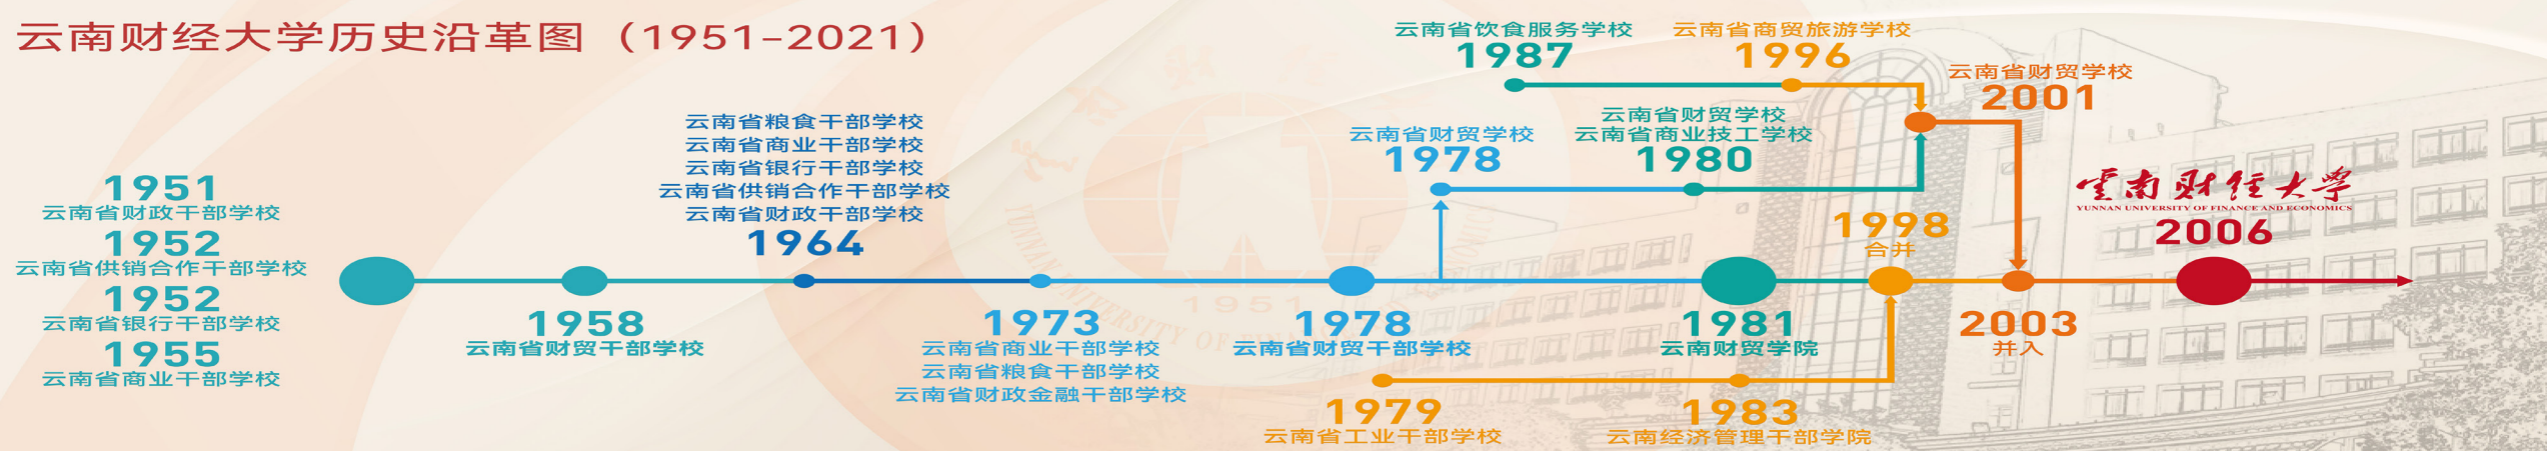 云南财经大学历史沿革图（1951-2021）
1951
云南省财政干部学校
1952
云南省供销合作干部学校
1952
云南省银行干部学校
1955
云南省商业干部学校
1958
云南省财贸干部学校
云南省粮食干部学校
云南省商业干部学校
云南省银行干部学校
云南省供销合作干部学校
云南省财政干部学校
1964
1973
云南省商业干部学校
云南省粮食干部学校
云南省财政金融干部学校
1978
云南省财贸干部学校
云南省财贸学校
1978
1979
云南省工业干部学校
云南省饮食服务学校
1987
云南省财贸学校
云南省商业技工学校
1980
1981
云南财贸学院
1983
云南经济管理干部学院
云南省商贸旅游学校
1996
1998
合并
云南省财贸学校
2001
2003
并入
云南财经大学
YUNNAN UNIVERSITY OF FINANCE AND ECONOMICS
2006
1951